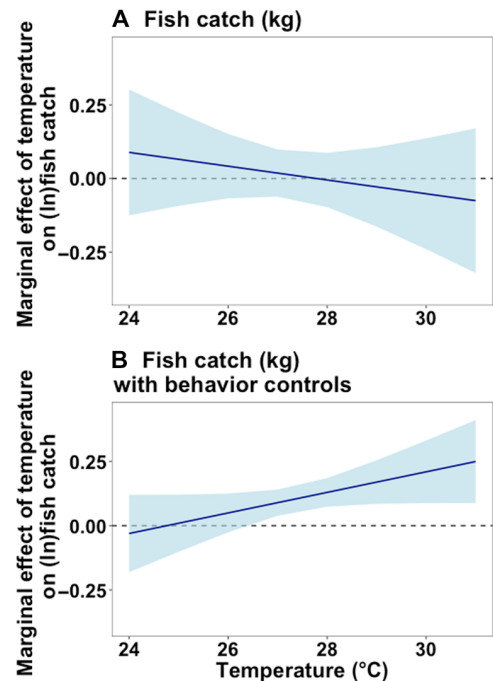 A Fish catch (kg)
Marginal effect of temperature
on (ln)fish catch
0.25
0.00
−0.25
24
26
28
30
B Fish catch (kg)
with behavior controls
Marginal effect of temperature
on (ln)fish catch
0.25
0.00
−0.25
24
26
28
30
Temperature (°C)